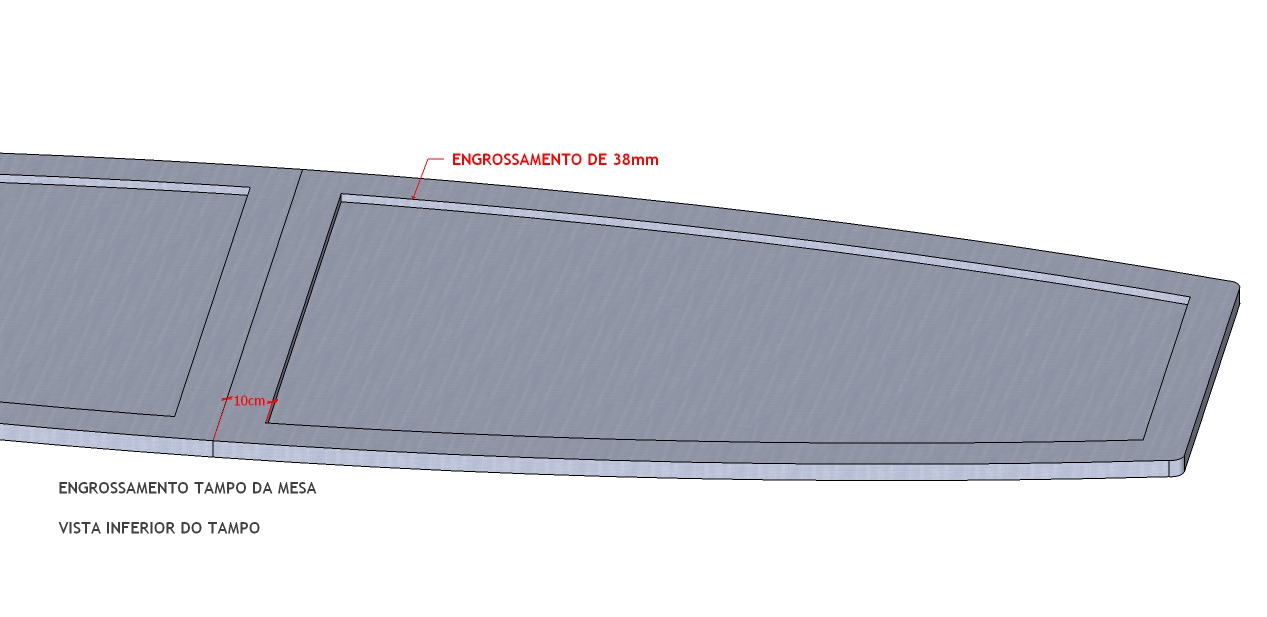 ENGROSSAMENTO DE 38mm
10cm
ENGROSSAMENTO TAMPO DA MESA
VISTA INFERIOR DO TAMPO